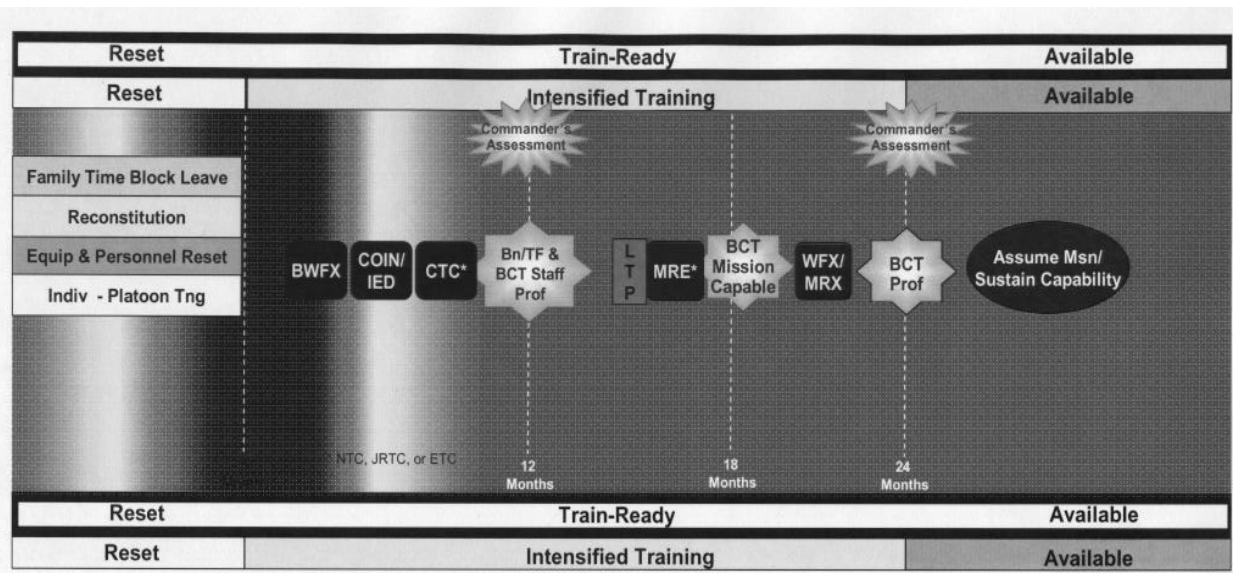 Reset Train-Ready Available
Reset Intensified Training Available
Commander's
Assessment
Commander's
Assessment
Family Time Block Leave
Reconstitution
Equip & Personnel Reset
Indiv - Platoon Tng
BWFX
COIN/
IED
CTC*
Bn/TF &
BCT Staff
Prof
L
T
P
MRE*
BCT
Mission
Capable
WFX/
MRX
BCT
Prof
Assume Msn/
Sustain Capability
NTC, JRTC, or ETC
12
Months
18
Months
24
Months
Reset Train-Ready Available
Reset Intensified Training Available